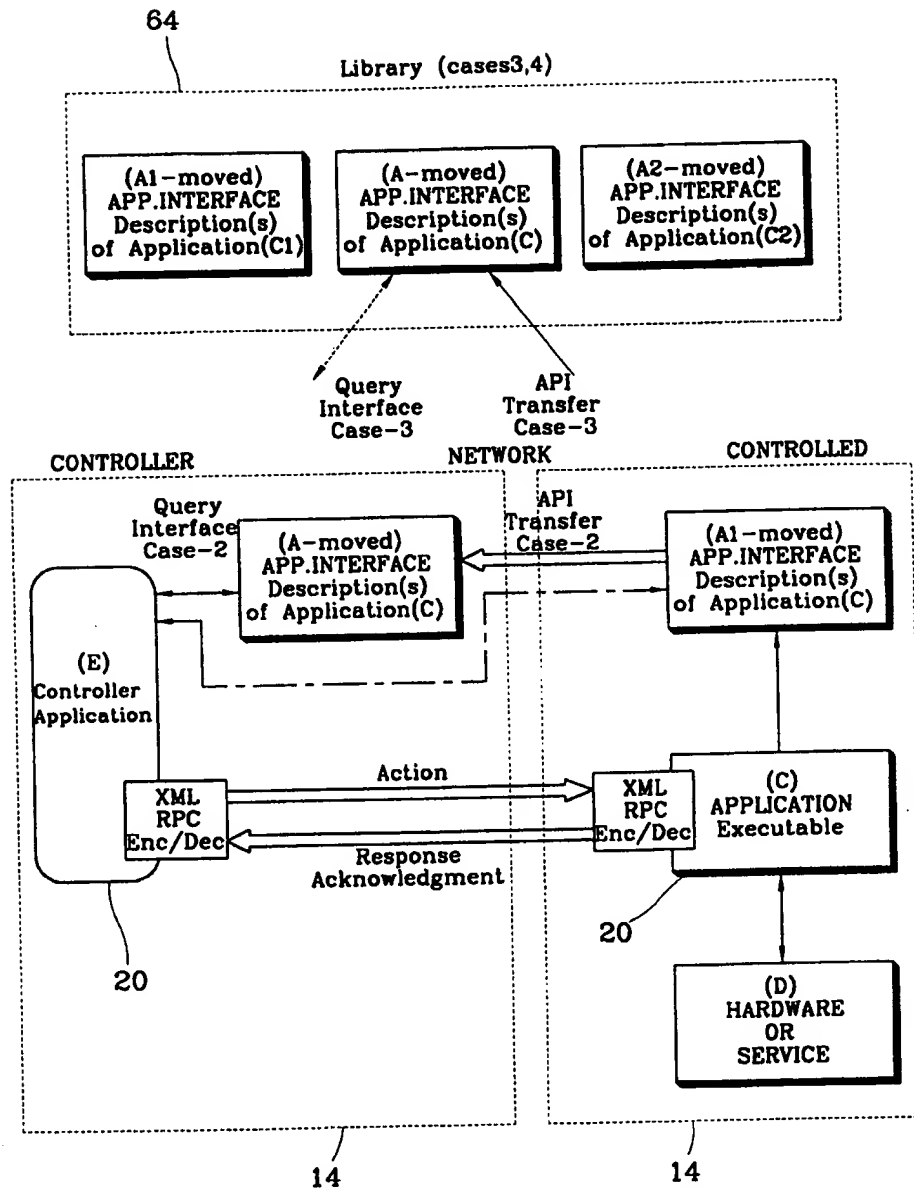 64
Library (cases3,4)
(A1-moved)
APP.INTERFACE
Description(s)
of Application(C1)
(A-moved)
APP.INTERFACE
Description(s)
of Application(C)
(A2-moved)
APP.INTERFACE
Description(s)
of Application(C2)
Query
Interface
Case-3
API
Transfer
Case-3
CONTROLLER
NETWORK
CONTROLLED
Query
Interface
Case-2
(A-moved)
APP.INTERFACE
Description(s)
of Application(C)
API
Transfer
Case-2
(A1-moved)
APP.INTERFACE
Description(s)
of Application(C)
(E)
Controller
Application
XML
RPC
Enc/Dec
Action
Response
Acknowledgment
XML
RPC
Enc/Dec
(C)
APPLICATION
Executable
20
20
(D)
HARDWARE
OR
SERVICE
14
14